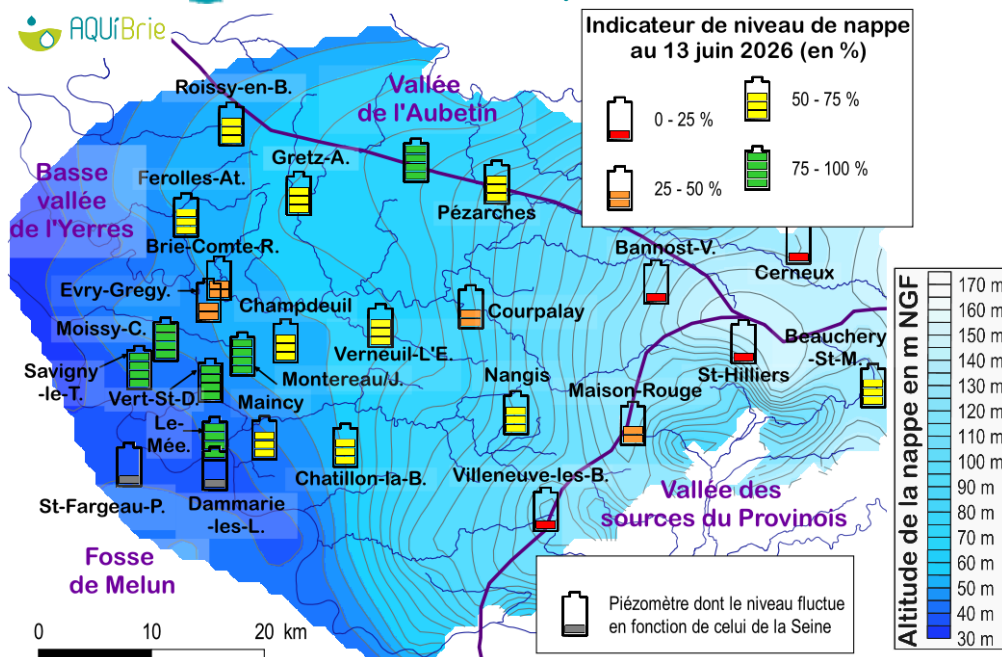 AQUiBrie
Indicateur de niveau de nappe
au 13 juin 2026 (en %)
0 - 25 %
50 - 75 %
25 - 50 %
75 - 100 %
Roissy-en-B.
Vallée
de l'Aubetin
Gretz-A.
Basse
vallée
de l'Yerres
Ferolles-At.
Pézarches
Brie-Comte-R.
Bannost-V.
Cerneux
Evry-Gregy.
Champdeuil
Courpalay
Moissy-C.
Verneuil-L'E.
Beauchery
-St-M
Savigny
-le-T.
Montereau/J.
St-Hilliers
Vert-St-D.
Nangis
Maison-Rouge
Maincy
Le-
Mée.
Chatillon-la-B.
Villeneuve-les-B.
St-Fargeau-P.
Dammarie
-les-L.
Vallée des
sources du Provinois
Fosse
de Melun
Piézomètre dont le niveau fluctue
en fonction de celui de la Seine
0 10 20 km
Altitude de la nappe en m NGF
170 m
160 m
150 m
140 m
130 m
120 m
110 m
100 m
90 m
80 m
70 m
60 m
50 m
40 m
30 m